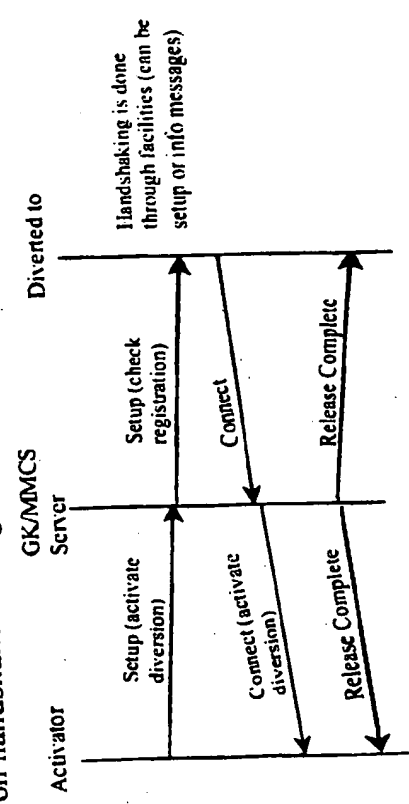 Activator
GK/MMCS
Server
Diverted to
Setup (activate
diversion)
Setup (check
registration)
Handshaking is done
through facilities (can be
setup or info messages)
Connect
Connect (activate
diversion)
Release Complete
Release Complete